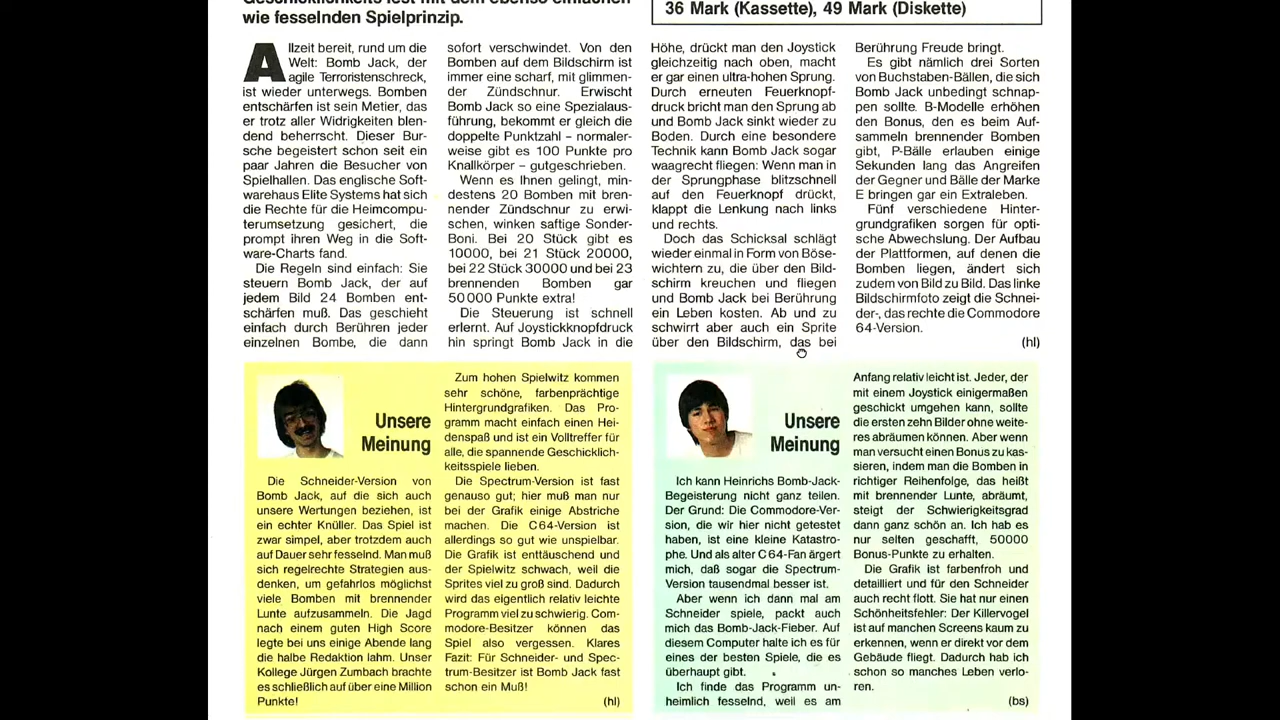 wie fesselnden Spielprinzip.
36 Mark (Kassette), 49 Mark (Diskette)
Allzeit bereit, rund um die
Welt: Bomb Jack, der
agile Terroristenschreck,
ist wieder unterwegs. Bomben
entschärfen ist sein Metier, das
er trotz aller Widrigkeiten blen-
dend beherrscht. Dieser Bur-
sche begeistert schon seit ein
paar Jahren die Besucher von
Spielhallen. Das englische Soft-
warehaus Elite Systems hat sich
die Rechte für die Heimcompu-
terumsetzung gesichert, die
prompt ihren Weg in die Soft-
ware-Charts fand.
Die Regeln sind einfach: Sie
steuern Bomb Jack, der auf
jedem Bild 24 Bomben ent-
schärfen muß. Das geschieht
einfach durch Berühren jeder
einzelnen Bombe, die dann
sofort verschwindet. Von den
Bomben auf dem Bildschirm ist
immer eine scharf, mit glimmen-
der Zündschnur. Erwischt
Bomb Jack so eine Spezialaus-
führung, bekommt er gleich die
doppelte Punktzahl – normaler-
weise gibt es 100 Punkte pro
Knallkörper – gutgeschrieben.
Wenn es Ihnen gelingt, min-
destens 20 Bomben mit bren-
nender Zündschnur zu erwi-
schen, winken saftige Sonder-
Boni. Bei 20 Stück gibt es
10000, bei 21 Stück 20000,
bei 22 Stück 30000 und bei 23
brennenden Bomben gar
50000 Punkte extra!
Die Steuerung ist schnell
erlernt. Auf Joystickknopfdruck
hin springt Bomb Jack in die
Höhe, drückt man den Joystick
gleichzeitig nach oben, macht
er gar einen ultra-hohen Sprung.
Durch erneuten Feuerknopf-
druck bricht man den Sprung ab
und Bomb Jack sinkt wieder zu
Boden. Durch eine besondere
Technik kann Bomb Jack sogar
waagrecht fliegen: Wenn man in
der Sprungphase blitzschnell
auf den Feuerknopf drückt,
klappt die Lenkung nach links
und rechts.
Doch das Schicksal schlägt
wieder einmal in Form von Böse-
wichtern zu, die über den Bild-
schirm kreuchen und fliegen
und Bomb Jack bei Berührung
ein Leben kosten. Ab und zu
schwirrt aber auch ein Sprite
über den Bildschirm, das bei
Berührung Freude bringt.
Es gibt nämlich drei Sorten
von Buchstaben-Bällen, die sich
Bomb Jack unbedingt schnap-
pen sollte. B-Modelle erhöhen
den Bonus, den es beim Auf-
sammeln brennender Bomben
gibt, P-Bälle erlauben einige
Sekunden lang das Angreifen
der Gegner und Bälle der Marke
E bringen gar ein Extraleben.
Fünf verschiedene Hinter-
grundgrafiken sorgen für opti-
sche Abwechslung. Der Aufbau
der Plattformen, auf denen die
Bomben liegen, ändert sich
zudem von Bild zu Bild. Das linke
Bildschirmfoto zeigt die Schnei-
der-, das rechte die Commodore
64-Version.
(hl)
Unsere
Meinung
Die Schneider-Version von
Bomb Jack, auf die sich auch
unsere Wertungen beziehen, ist
ein echter Knüller. Das Spiel ist
zwar simpel, aber trotzdem auch
auf Dauer sehr fesselnd. Man muß
sich regelrechte Strategien aus-
denken, um gefahrlos möglichst
viele Bomben mit brennender
Lunte aufzusammeln. Die Jagd
nach einem guten High Score
legte bei uns einige Abende lang
die halbe Redaktion lahm. Unser
Kollege Jürgen Zumbach brachte
es schließlich auf über eine Million
Punkte!
Zum hohen Spielwitz kommen
sehr schöne, farbenprächtige
Hintergrundgrafiken. Das Pro-
gramm macht einfach einen Hei-
denspaß und ist ein Volltreffer für
alle, die spannende Geschicklich-
keitsspiele lieben.
Die Spectrum-Version ist fast
genauso gut; hier muß man nur
bei der Grafik einige Abstriche
machen. Die C64-Version ist
allerdings so gut wie unspielbar.
Die Grafik ist enttäuschend und
der Spielwitz schwach, weil die
Sprites viel zu groß sind. Dadurch
wird das eigentlich relativ leichte
Programm viel zu schwierig. Com-
modore-Besitzer können das
Spiel also vergessen. Klares
Fazit: Für Schneider- und Spec-
trum-Besitzer ist Bomb Jack fast
schon ein Muß!
(hl)
Unsere
Meinung
Ich kann Heinrichs Bomb-Jack-
Begeisterung nicht ganz teilen.
Der Grund: Die Commodore-Ver-
sion, die wir hier nicht getestet
haben, ist eine kleine Katastro-
phe. Und als alter C64-Fan ärgert
mich, daß sogar die Spectrum-
Version tausendmal besser ist.
Aber wenn ich dann mal am
Schneider spiele, packt auch
mich das Bomb-Jack-Fieber. Auf
diesem Computer halte ich es für
eines der besten Spiele, die es
überhaupt gibt.
Ich finde das Programm un-
heimlich fesselnd, weil es am
Anfang relativ leicht ist. Jeder, der
mit einem Joystick einigermaßen
geschickt umgehen kann, sollte
die ersten zehn Bilder ohne weite-
res abräumen können. Aber wenn
man versucht einen Bonus zu kas-
sieren, indem man die Bomben in
richtiger Reihenfolge, das heißt
mit brennender Lunte, abräumt,
steigt der Schwierigkeitsgrad
dann ganz schön an. Ich hab es
nur selten geschafft, 50000
Bonus-Punkte zu erhalten.
Die Grafik ist farbenfroh und
detailliert und für den Schneider
auch recht flott. Sie hat nur einen
Schönheitsfehler: Der Killervogel
ist auf manchen Screens kaum zu
erkennen, wenn er direkt vor dem
Gebäude fliegt. Dadurch hab ich
schon so manches Leben verlo-
ren.
(bs)